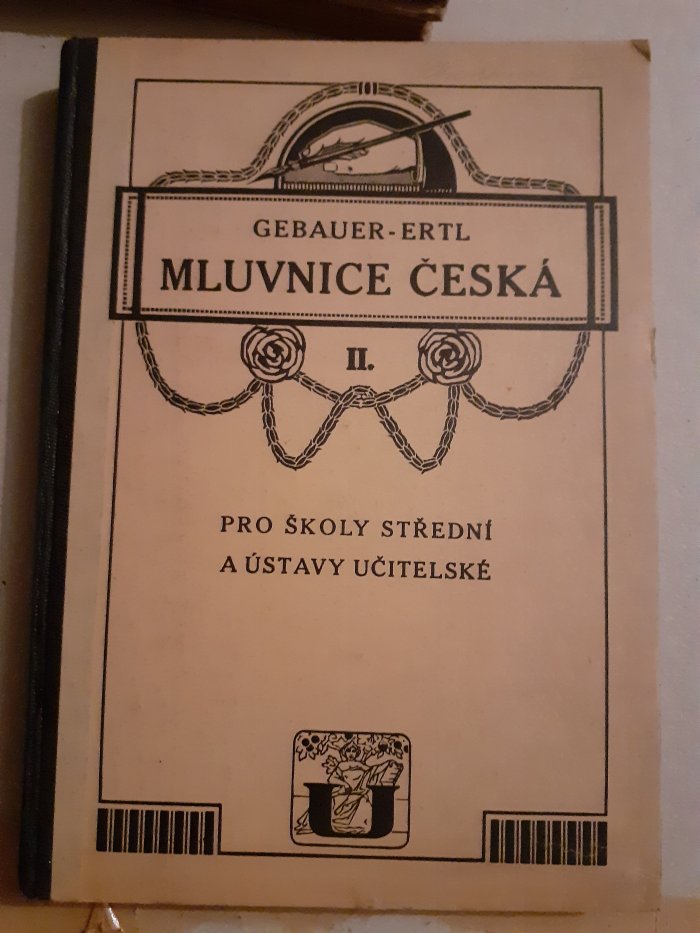 GEBAUER-ERTL
MLUVNICE ČESKÁ
II.
PRO ŠKOLY STŘEDNÍ
A ÚSTAVY UČITELSKÉ
U